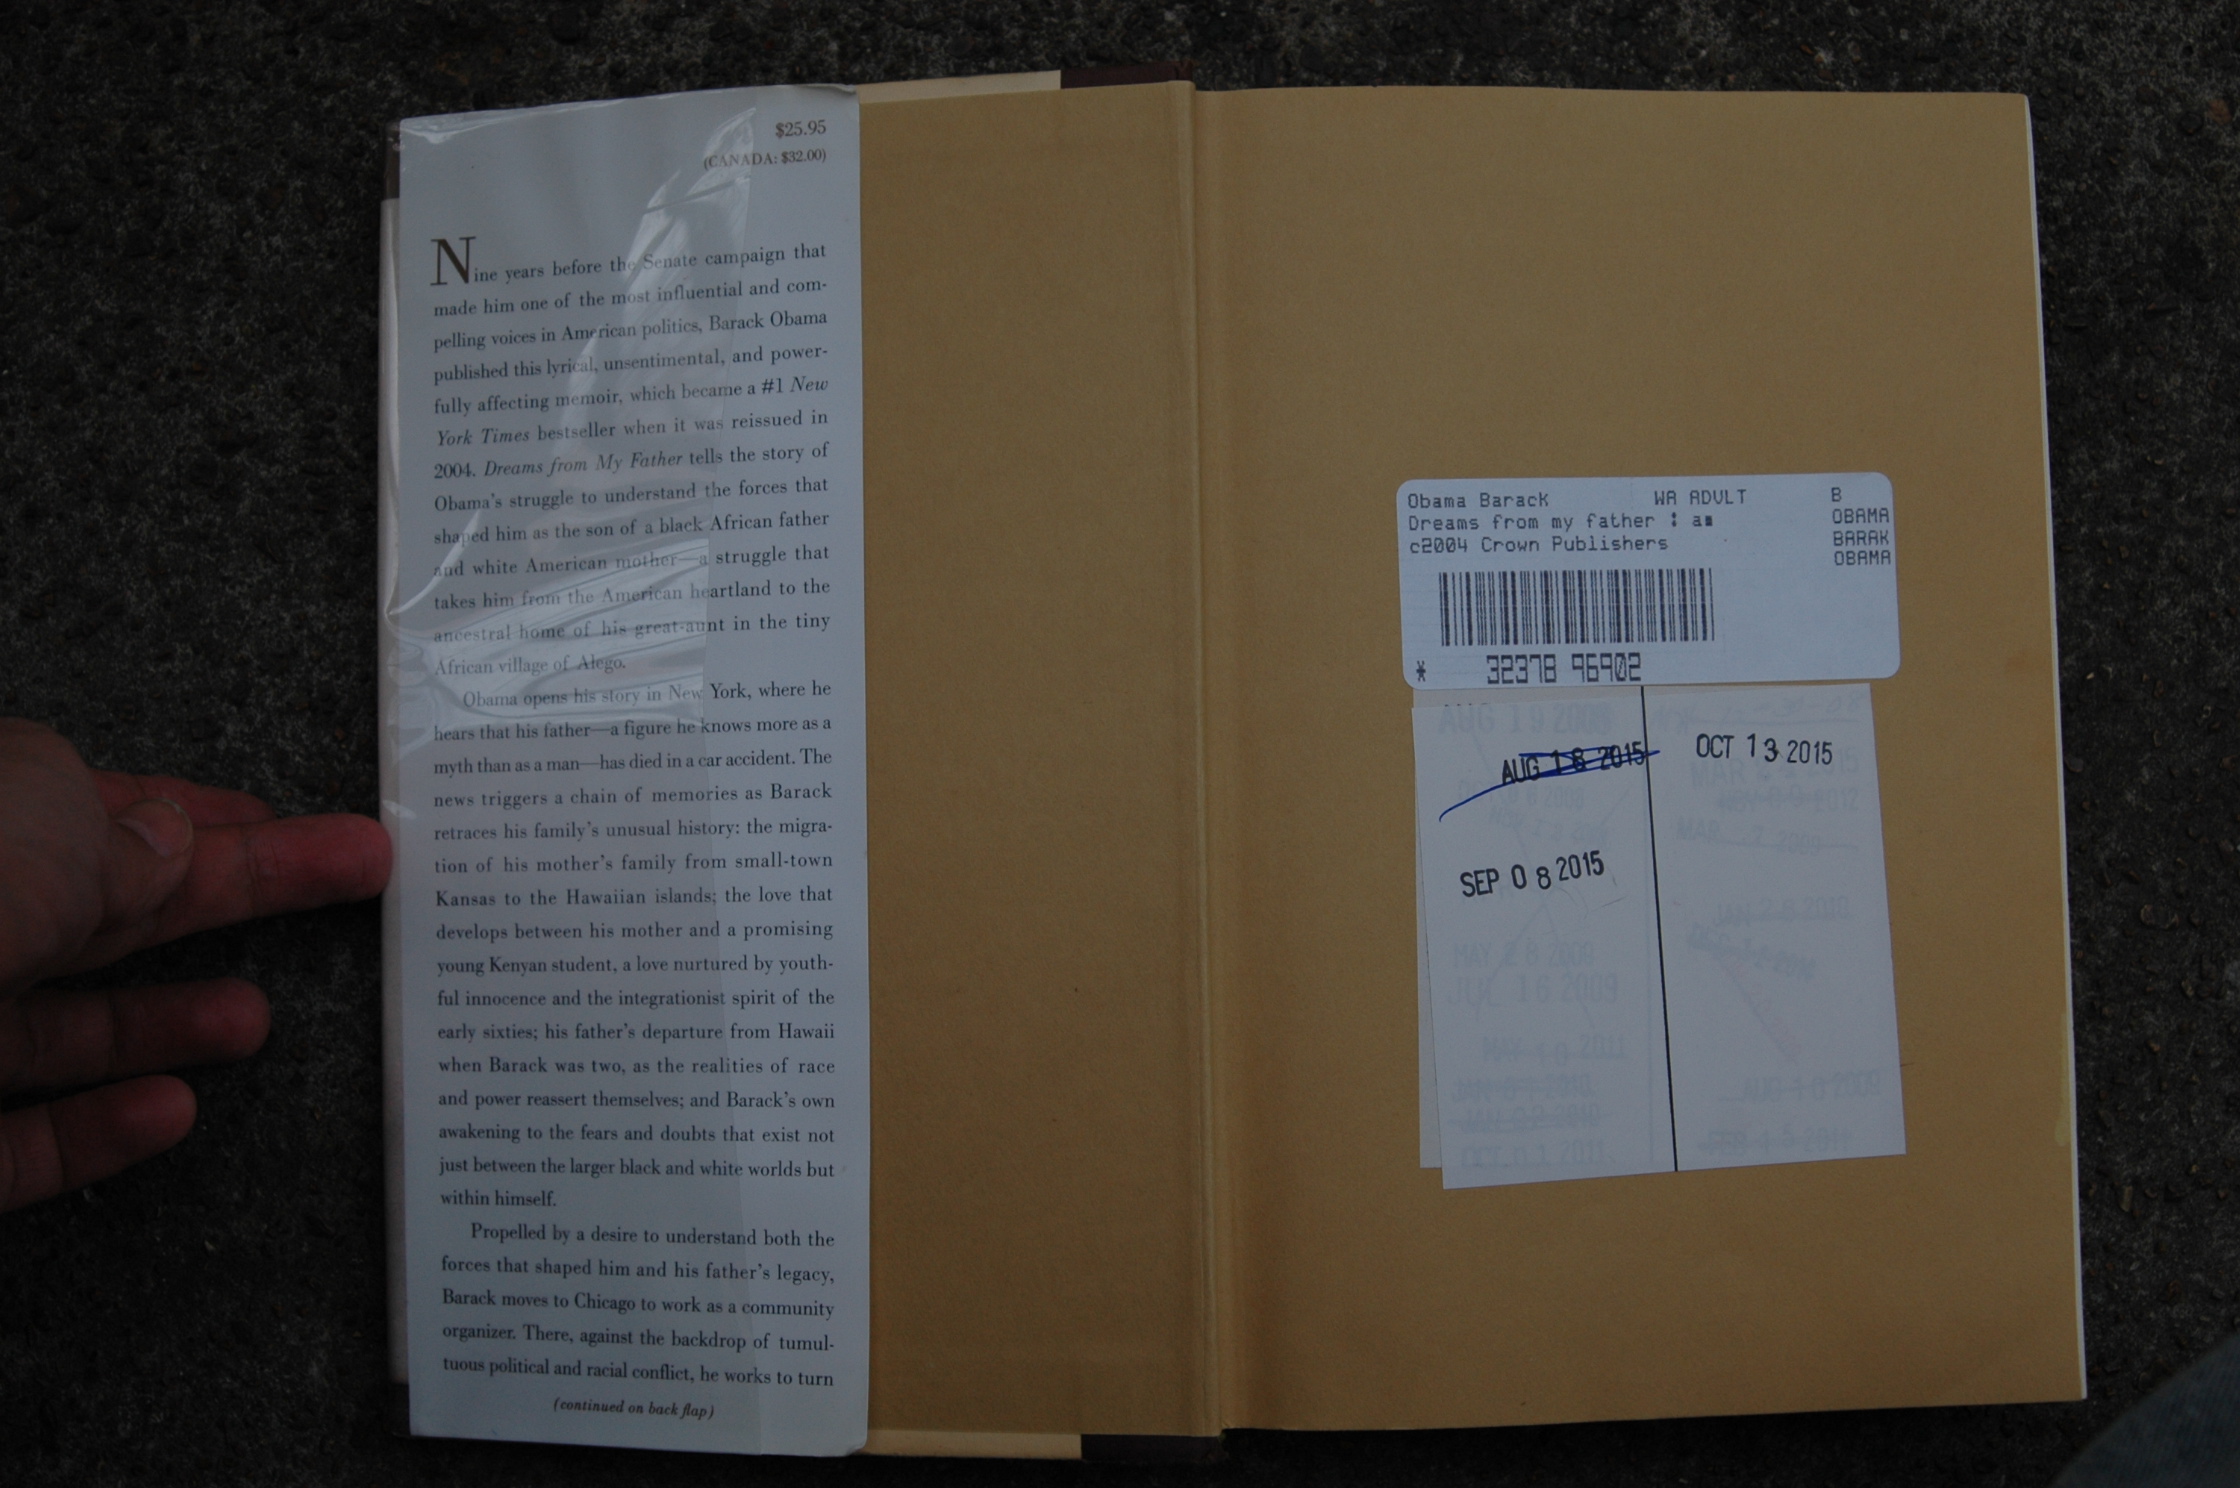 $25.95
(CANADA: $32.00)
Nine years before the Senate campaign that
made him one of the most influential and com-
pelling voices in American politics, Barack Obama
published this lyrical, unsentimental, and power-
fully affecting memoir, which became a #1 New
York Times bestseller when it was reissued in
2004. Dreams from My Father tells the story of
Obama's struggle to understand the forces that
shaped him as the son of a black African father
and white American mother—a struggle that
takes him from the American heartland to the
ancestral home of his great-aunt in the tiny
African village of Alego.
Obama opens his story in New York, where he
hears that his father—a figure he knows more as a
myth than as a man—has died in a car accident. The
news triggers a chain of memories as Barack
retraces his family's unusual history: the migra-
tion of his mother's family from small-town
Kansas to the Hawaiian islands; the love that
develops between his mother and a promising
young Kenyan student, a love nurtured by youth-
ful innocence and the integrationist spirit of the
early sixties; his father's departure from Hawaii
when Barack was two, as the realities of race
and power reassert themselves; and Barack's own
awakening to the fears and doubts that exist not
just between the larger black and white worlds but
within himself.
Propelled by a desire to understand both the
forces that shaped him and his father's legacy,
Barack moves to Chicago to work as a community
organizer. There, against the backdrop of tumul-
tuous political and racial conflict, he works to turn
(continued on back flap)
Obama Barack WA ADULT B
Dreams from my father : a OBAMA
c2004 Crown Publishers BARAK
OBAMA
* 32378 96902
AUG 19 2008
AUG 18 2015
OCT 13 2015
SEP 08 2015
MAY 28 2009
JUL 16 2009
MAY 10 2011
OCT 01 2011
MAR 7 2009
JAN 28 2010
AUG 18 2009
FEB 15 2011